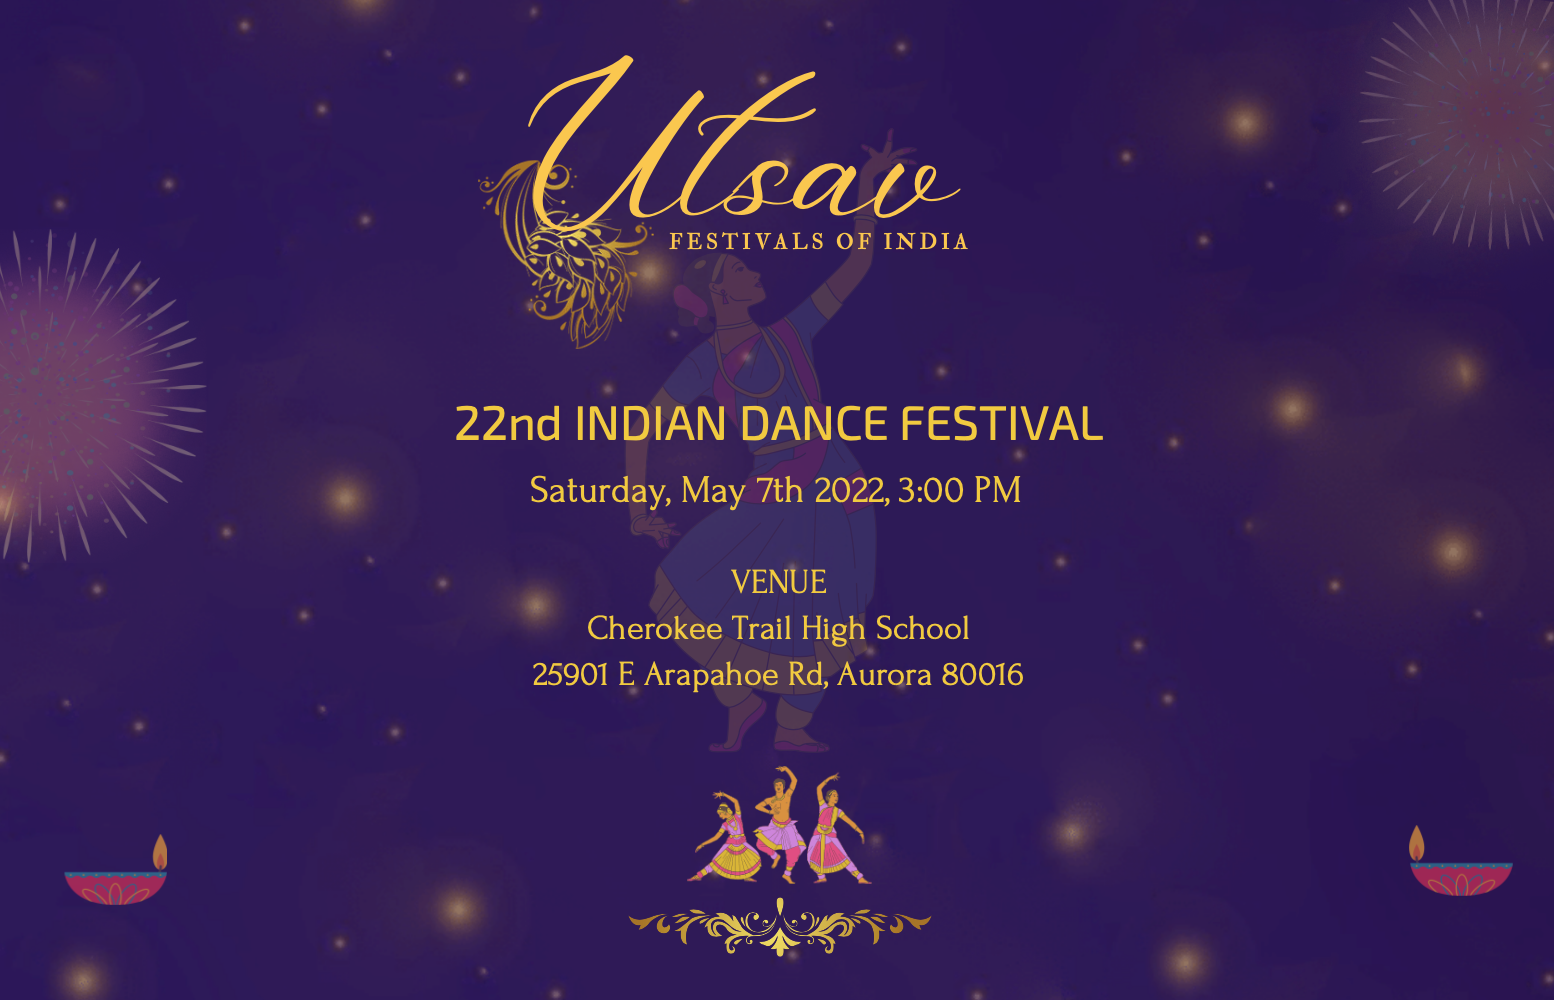 Utsav
FESTIVALS OF INDIA
22nd INDIAN DANCE FESTIVAL
Saturday, May 7th 2022, 3:00 PM
VENUE
Cherokee Trail High School
25901 E Arapahoe Rd, Aurora 80016